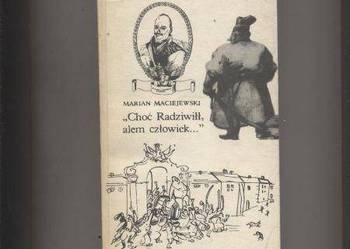 MARIAN MACIEJEWSKI
„Choć Radziwiłł,
alem człowiek..."